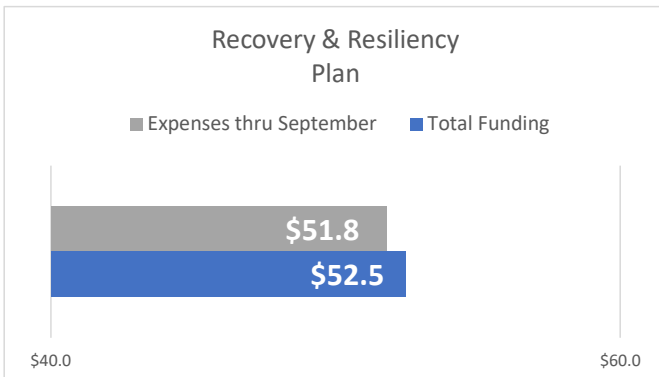 Recovery & Resiliency
Plan
Expenses thru September
Total Funding
$51.8
$52.5
$40.0
$60.0